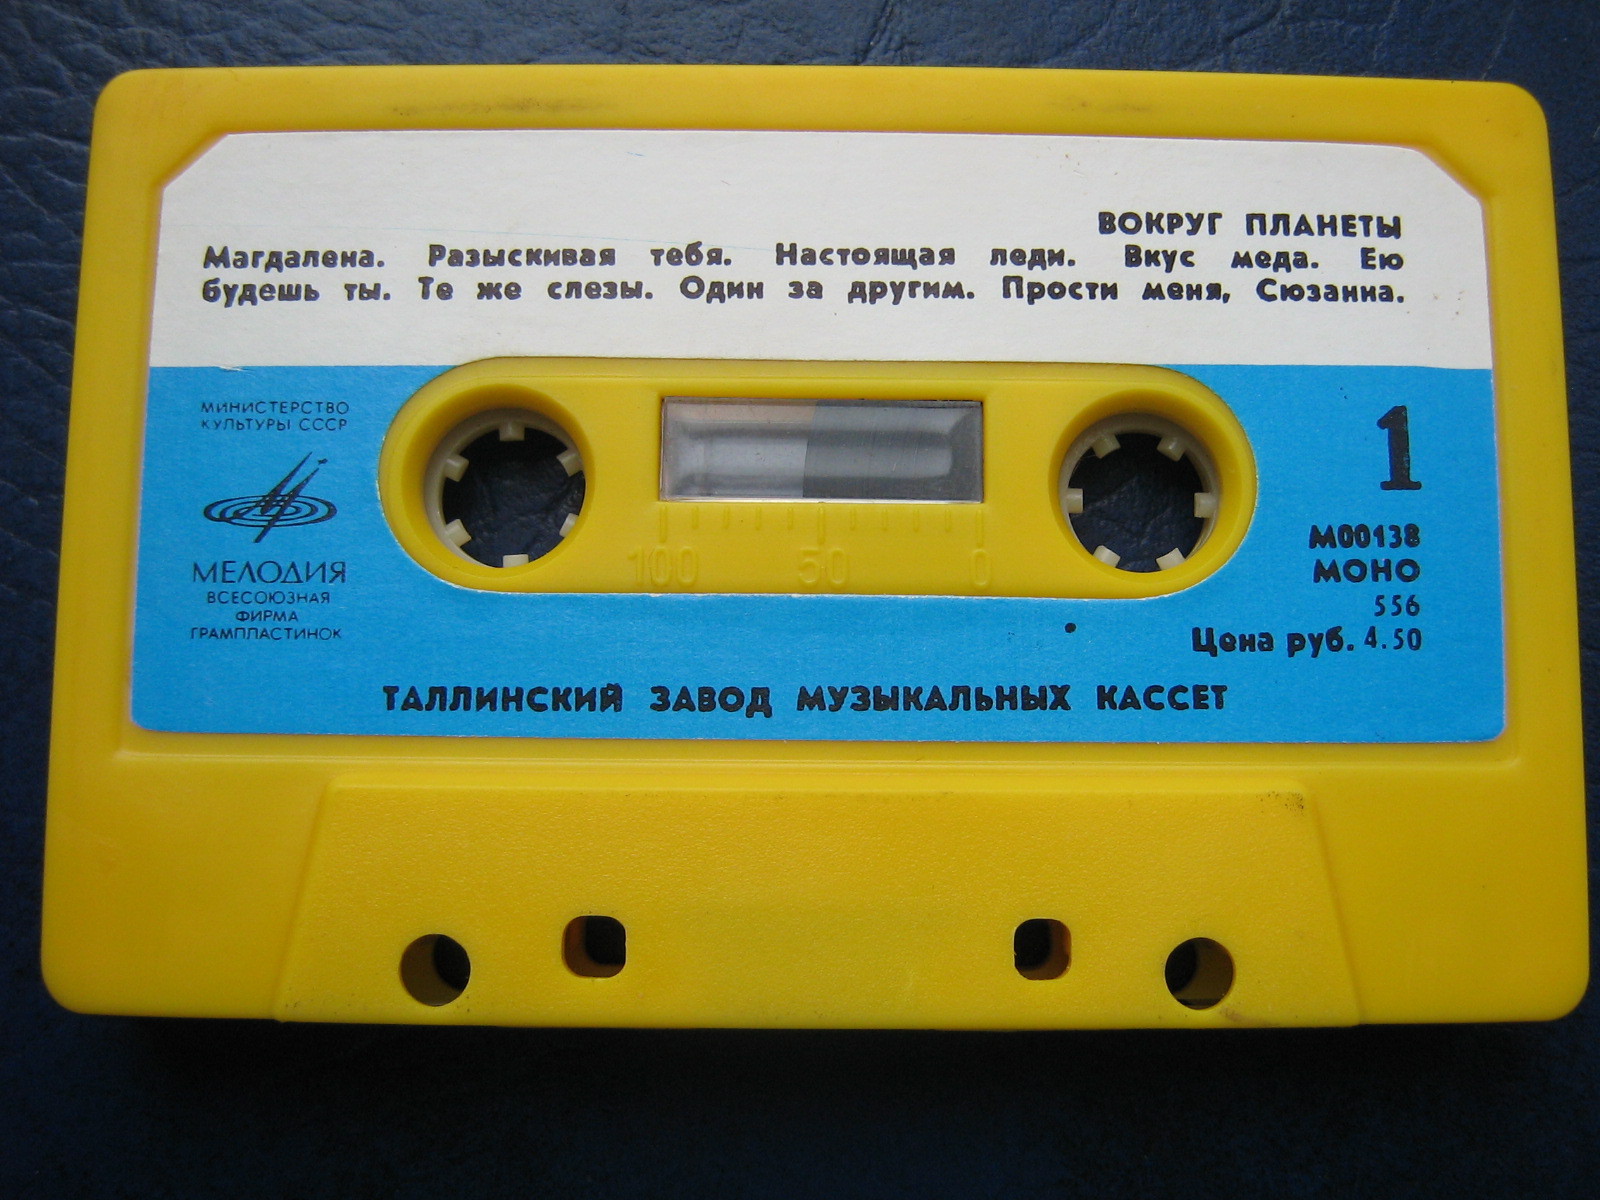 ВОКРУГ ПЛАНЕТЫ
Магдалена. Разыскивая тебя. Настоящая леди. Вкус меда. Ею
будешь ты. Те же слезы. Один за другим. Прости меня, Сюзанна.
МИНИСТЕРСТВО
КУЛЬТУРЫ СССР
МЕЛОДИЯ
ВСЕСОЮЗНАЯ
ФИРМА
ГРАМПЛАСТИНОК
100 50 0
1
М00138
МОНО
556
Цена руб. 4.50
ТАЛЛИНСКИЙ ЗАВОД МУЗЫКАЛЬНЫХ КАССЕТ